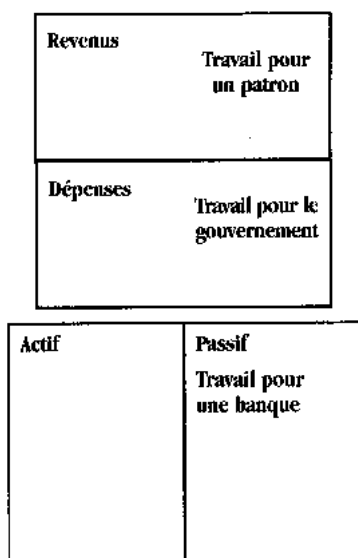 Revenus
Travail pour
un patron
Dépenses
Travail pour le
gouvernement
Actif
Passif
Travail pour
une banque